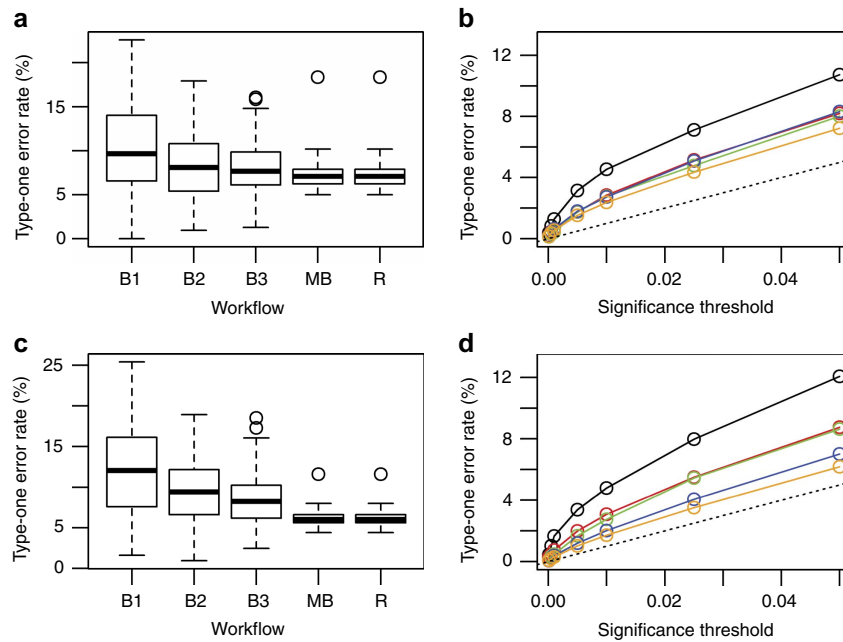 a
Type-one error rate (%)
15
5
0
B1 B2 B3 MB R
Workflow
b
Type-one error rate (%)
12
8
4
0
0.00 0.02 0.04
Significance threshold
c
Type-one error rate (%)
25
15
5
0
B1 B2 B3 MB R
Workflow
d
Type-one error rate (%)
12
8
4
0
0.00 0.02 0.04
Significance threshold